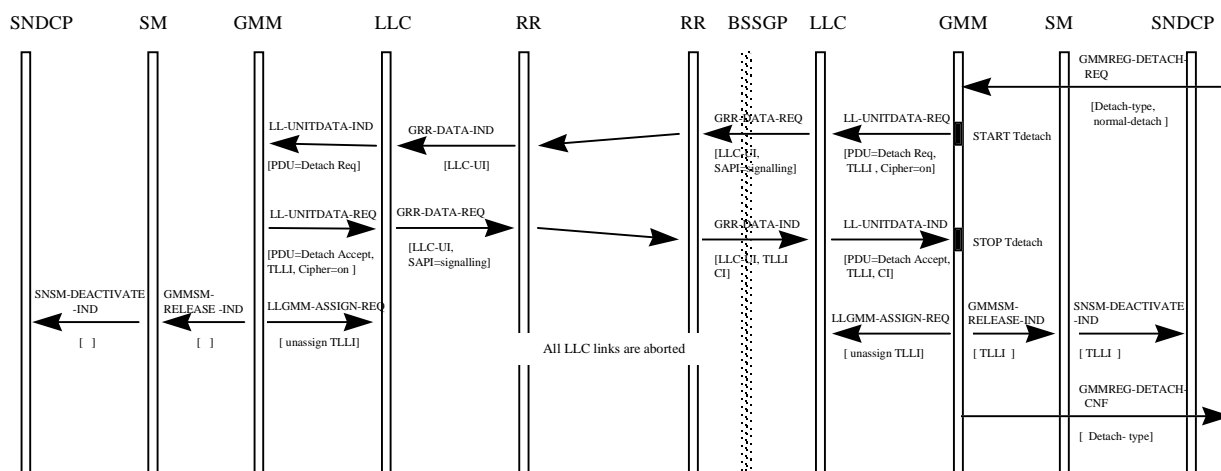 SNDCP SM GMM LLC RR RR BSSGP LLC GMM SM SNDCP
GMMREG-DETACH-
REQ
[Detach-type,
normal-detach ]
LL-UNITDATA-IND
[PDU=Detach Req]
GRR-DATA-IND
[LLC-UI]
GRR-DATA-REQ
[LLC-UI,
SAPI=signalling]
LL-UNITDATA-REQ
[PDU=Detach Req,
TLLI , Cipher=on]
START Tdetach
LL-UNITDATA-REQ
[PDU=Detach Accept,
TLLI, Cipher=on ]
GRR-DATA-REQ
[LLC-UI,
SAPI=signalling]
GRR-DATA-IND
[LLC-UI, TLLI
CI]
LL-UNITDATA-IND
[PDU=Detach Accept,
TLLI, CI]
STOP Tdetach
SNSM-DEACTIVATE
-IND
[ ]
GMMSM-
RELEASE -IND
[ ]
LLGMM-ASSIGN-REQ
[ unassign TLLI]
All LLC links are aborted
LLGMM-ASSIGN-REQ
[ unassign TLLI]
GMMSM-
RELEASE-IND
[ TLLI ]
SNSM-DEACTIVATE
-IND
[ TLLI ]
GMMREG-DETACH-
CNF
[ Detach- type]